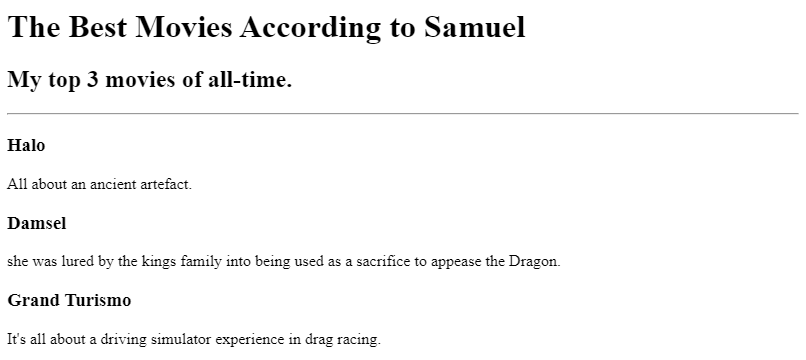 The Best Movies According to Samuel
My top 3 movies of all-time.
Halo
All about an ancient artefact.
Damsel
she was lured by the kings family into being used as a sacrifice to appease the Dragon.
Grand Turismo
It's all about a driving simulator experience in drag racing.